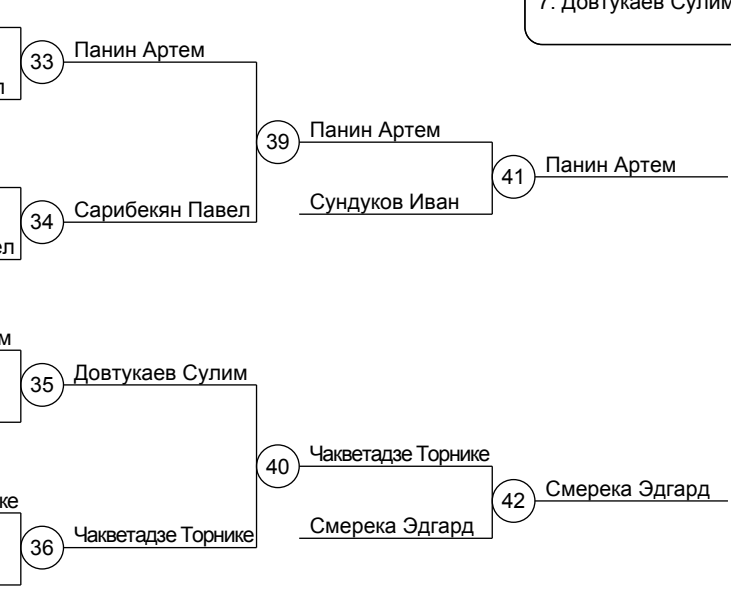 7. Довтукаев Сулим
33
Панин Артем
39
Панин Артем
41
Панин Артем
34
Сарибекян Павел
Сундуков Иван
35
Довтукаев Сулим
40
Чакветадзе Торнике
42
Смерека Эдгард
36
Чакветадзе Торнике
Смерека Эдгард